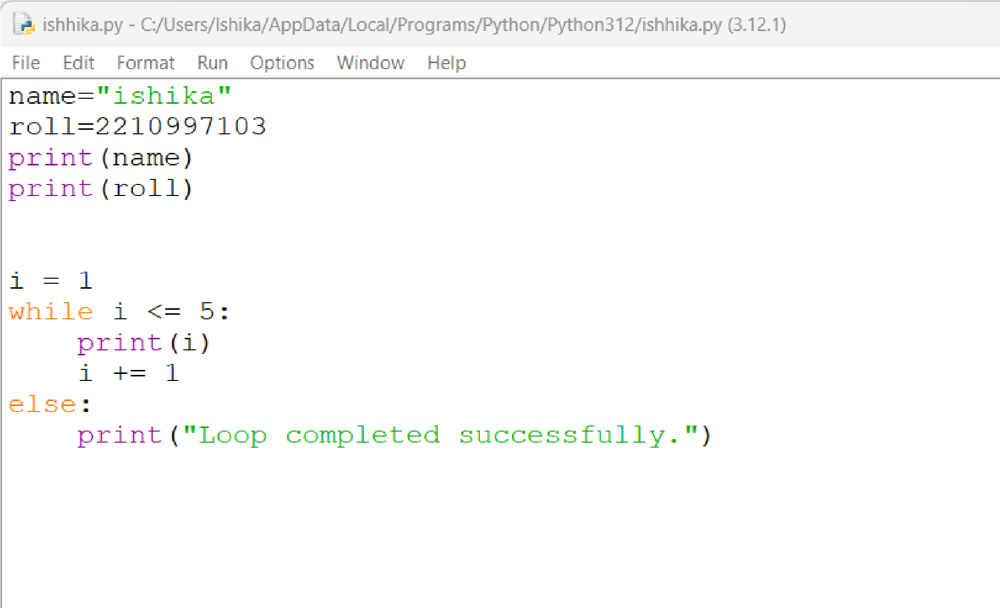 ishhika.py - C:/Users/Ishika/AppData/Local/Programs/Python/Python312/ishhika.py (3.12.1)
File Edit Format Run Options Window Help
name="ishika"
roll=2210997103
print(name)
print(roll)
i = 1
while i <= 5:
    print(i)
    i += 1
else:
    print("Loop completed successfully.")